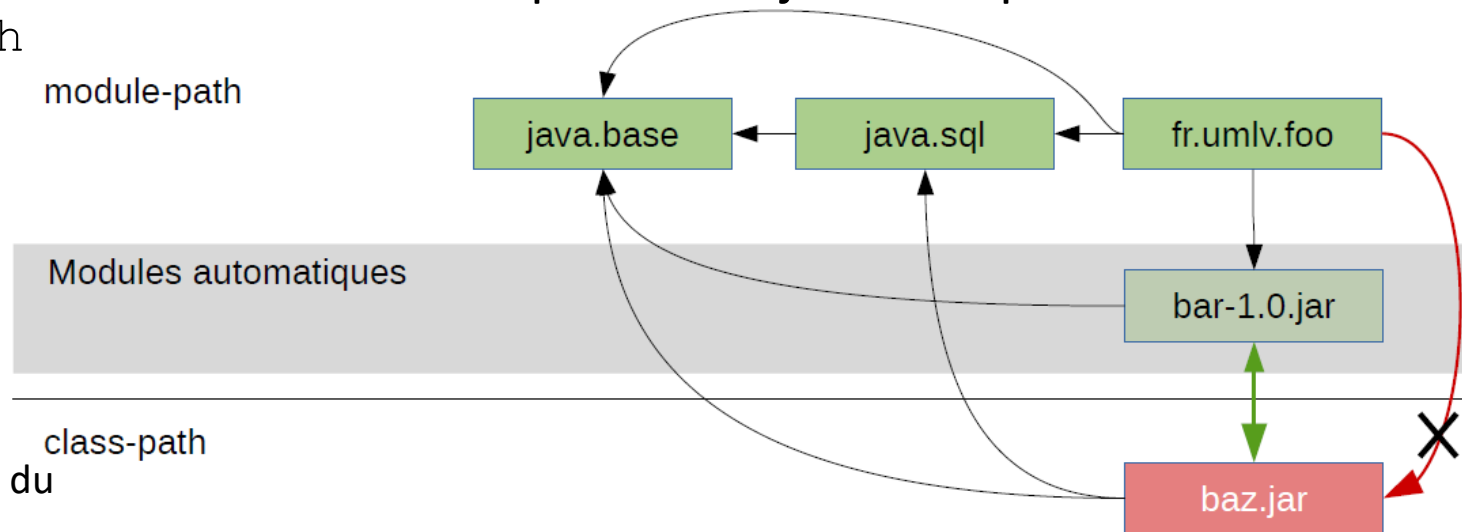 h
module-path
java.base
java.sql
fr.umlv.foo
Modules automatiques
bar-1.0.jar
class-path
du
baz.jar